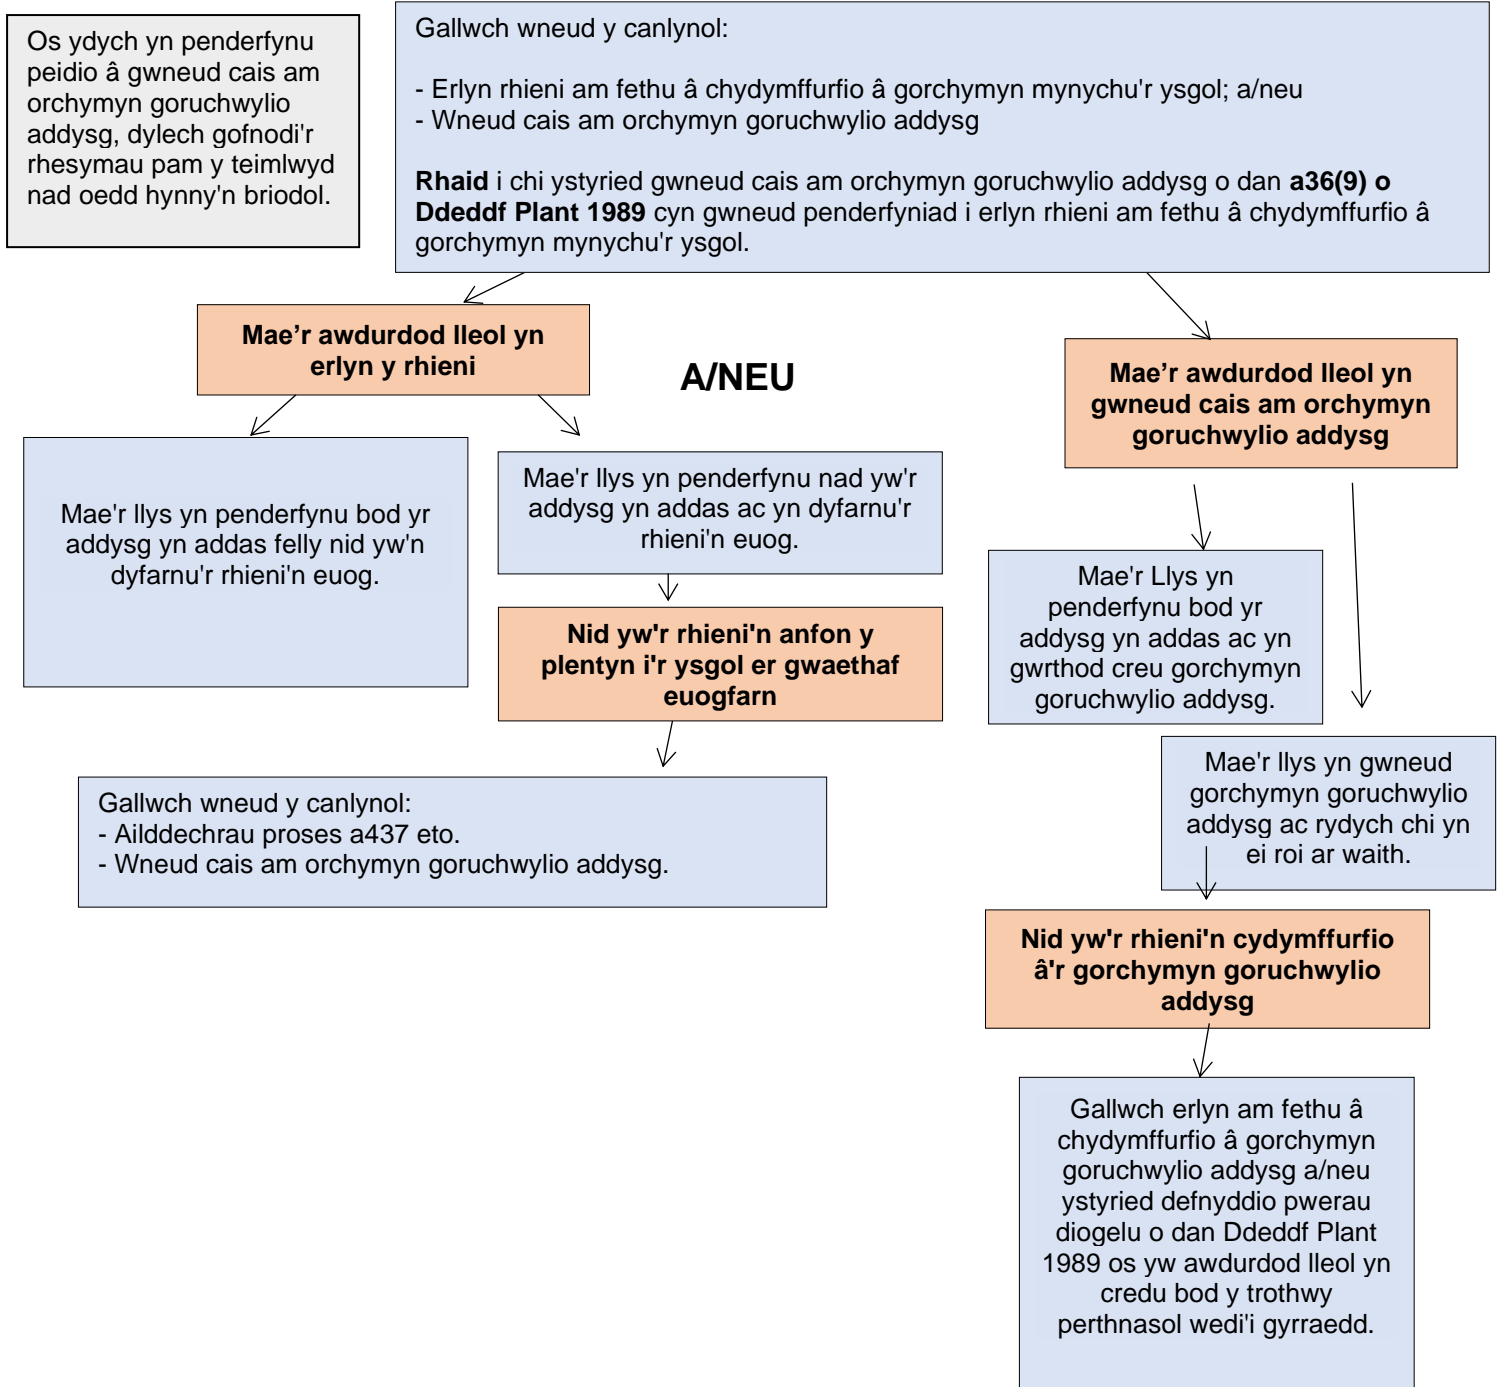 Os ydych yn penderfynu
peidio â gwneud cais am
orchymyn goruchwylio
addysg, dylech gofnodi'r
rhesymau pam y teimlwyd
nad oedd hynny'n briodol.
Gallwch wneud y canlynol:
- Erlyn rhieni am fethu â chydymffurfio â gorchymyn mynychu'r ysgol; a/neu
- Wneud cais am orchymyn goruchwylio addysg
Rhaid i chi ystyried gwneud cais am orchymyn goruchwylio addysg o dan a36(9) o
Ddeddf Plant 1989 cyn gwneud penderfyniad i erlyn rhieni am fethu â chydymffurfio â
gorchymyn mynychu'r ysgol.
Mae’r awdurdod lleol yn
erlyn y rhieni
A/NEU
Mae’r awdurdod lleol yn
gwneud cais am orchymyn
goruchwylio addysg
Mae'r llys yn penderfynu bod yr
addysg yn addas felly nid yw'n
dyfarnu'r rhieni'n euog.
Mae'r llys yn penderfynu nad yw'r
addysg yn addas ac yn dyfarnu'r
rhieni'n euog.
Nid yw'r rhieni'n anfon y
plentyn i'r ysgol er gwaethaf
euogfarn
Gallwch wneud y canlynol:
- Ailddechrau proses a437 eto.
- Wneud cais am orchymyn goruchwylio addysg.
Mae'r Llys yn
penderfynu bod yr
addysg yn addas ac yn
gwrthod creu gorchymyn
goruchwylio addysg.
Mae'r llys yn gwneud
gorchymyn goruchwylio
addysg ac rydych chi yn
ei roi ar waith.
Nid yw'r rhieni'n cydymffurfio
â'r gorchymyn goruchwylio
addysg
Gallwch erlyn am fethu â
chydymffurfio â gorchymyn
goruchwylio addysg a/neu
ystyried defnyddio pwerau
diogelu o dan Ddeddf Plant
1989 os yw awdurdod lleol yn
credu bod y trothwy
perthnasol wedi'i gyrraedd.